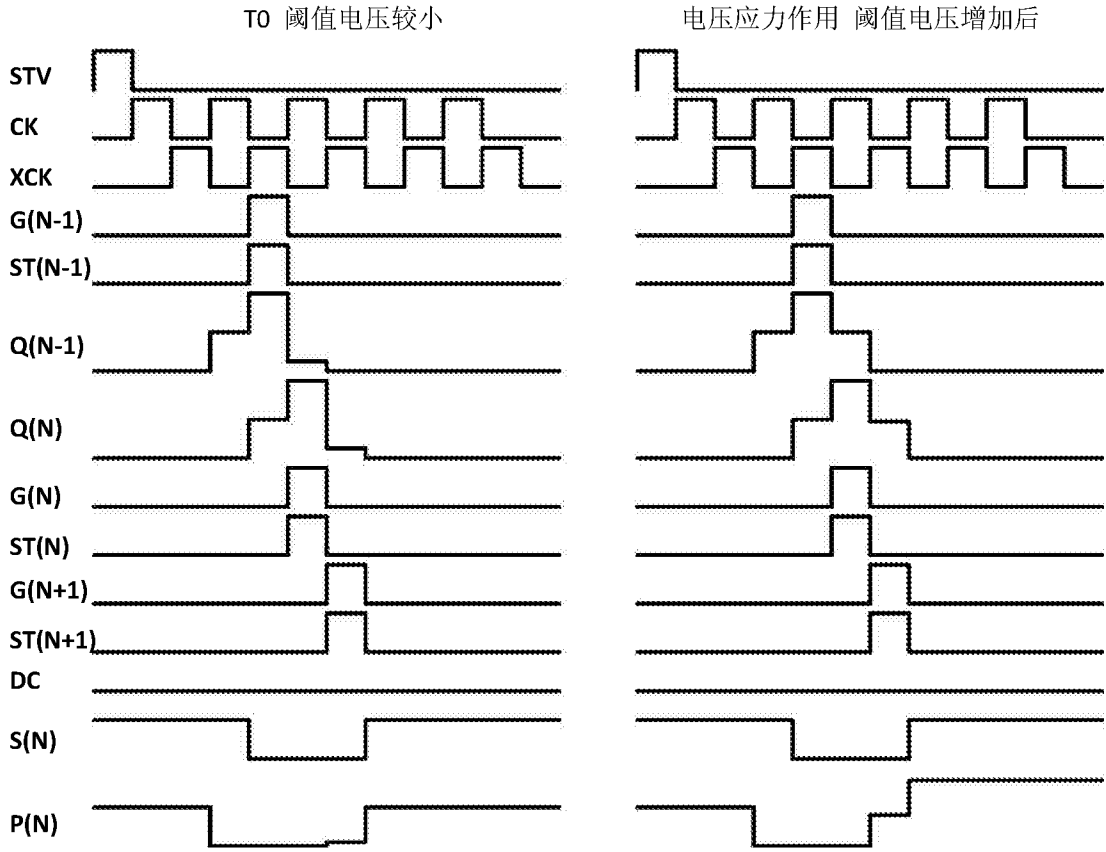 T0 阈值电压较小
电压应力作用 阈值电压增加后
STV
CK
XCK
G(N-1)
ST(N-1)
Q(N-1)
Q(N)
G(N)
ST(N)
G(N+1)
ST(N+1)
DC
S(N)
P(N)